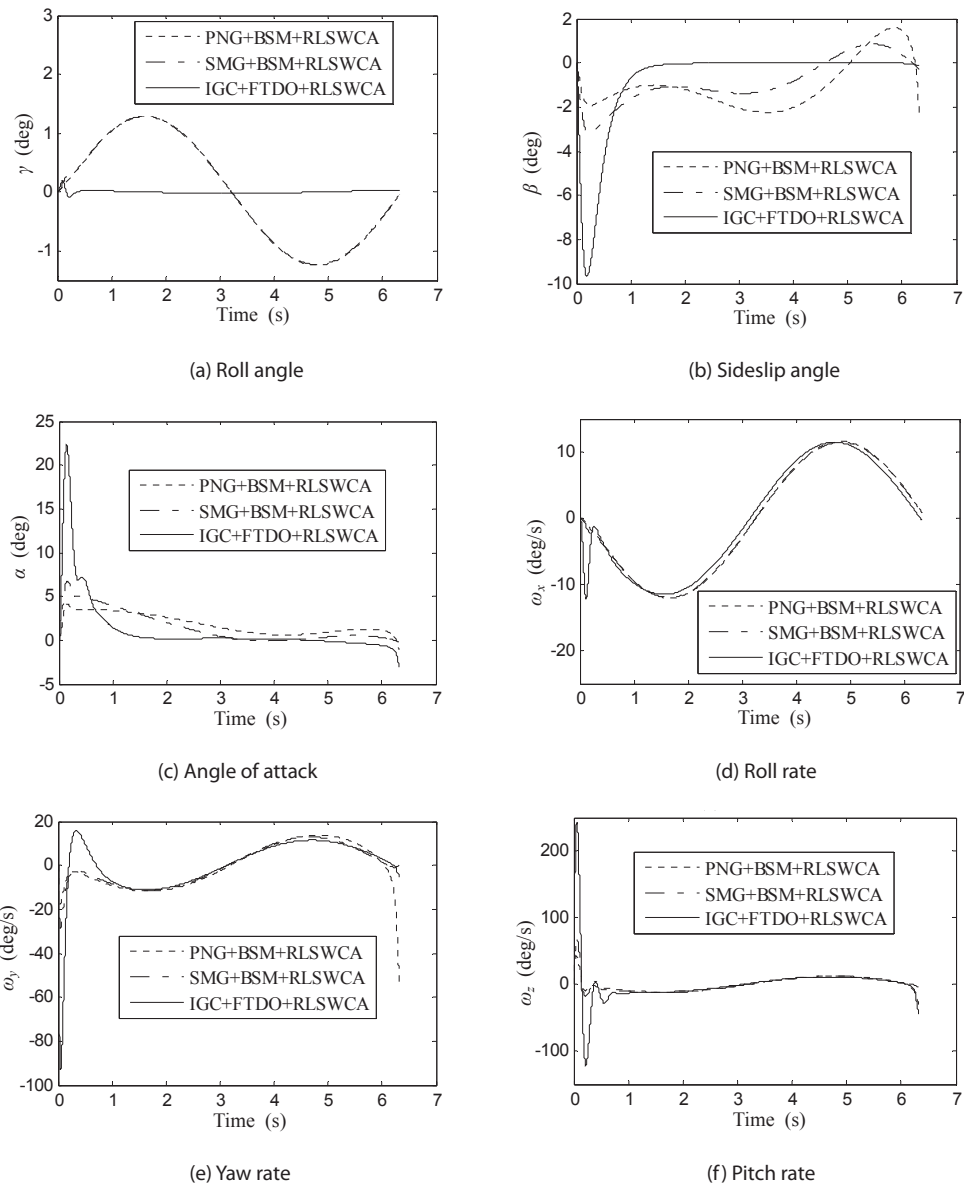 3
2
1
0
-1
0 1 2 3 4 5 6 7
γ (deg)
Time (s)
PNG+BSM+RLSWCA
SMG+BSM+RLSWCA
IGC+FTDO+RLSWCA
(a) Roll angle
2
0
-2
-4
-6
-8
-10
0 1 2 3 4 5 6 7
β (deg)
Time (s)
PNG+BSM+RLSWCA
SMG+BSM+RLSWCA
IGC+FTDO+RLSWCA
(b) Sideslip angle
25
20
15
10
5
0
-5
0 1 2 3 4 5 6 7
α (deg)
Time (s)
PNG+BSM+RLSWCA
SMG+BSM+RLSWCA
IGC+FTDO+RLSWCA
(c) Angle of attack
10
0
-10
-20
0 1 2 3 4 5 6 7
ωx (deg/s)
Time (s)
PNG+BSM+RLSWCA
SMG+BSM+RLSWCA
IGC+FTDO+RLSWCA
(d) Roll rate
20
0
-20
-40
-60
-80
-100
0 1 2 3 4 5 6 7
ωy (deg/s)
Time (s)
PNG+BSM+RLSWCA
SMG+BSM+RLSWCA
IGC+FTDO+RLSWCA
(e) Yaw rate
200
100
0
-100
0 1 2 3 4 5 6 7
ωz (deg/s)
Time (s)
PNG+BSM+RLSWCA
SMG+BSM+RLSWCA
IGC+FTDO+RLSWCA
(f) Pitch rate